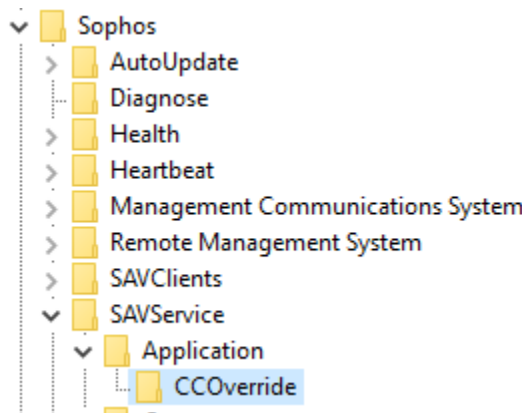 Sophos
AutoUpdate
Diagnose
Health
Heartbeat
Management Communications System
Remote Management System
SAVClients
SAVService
Application
CCOverride